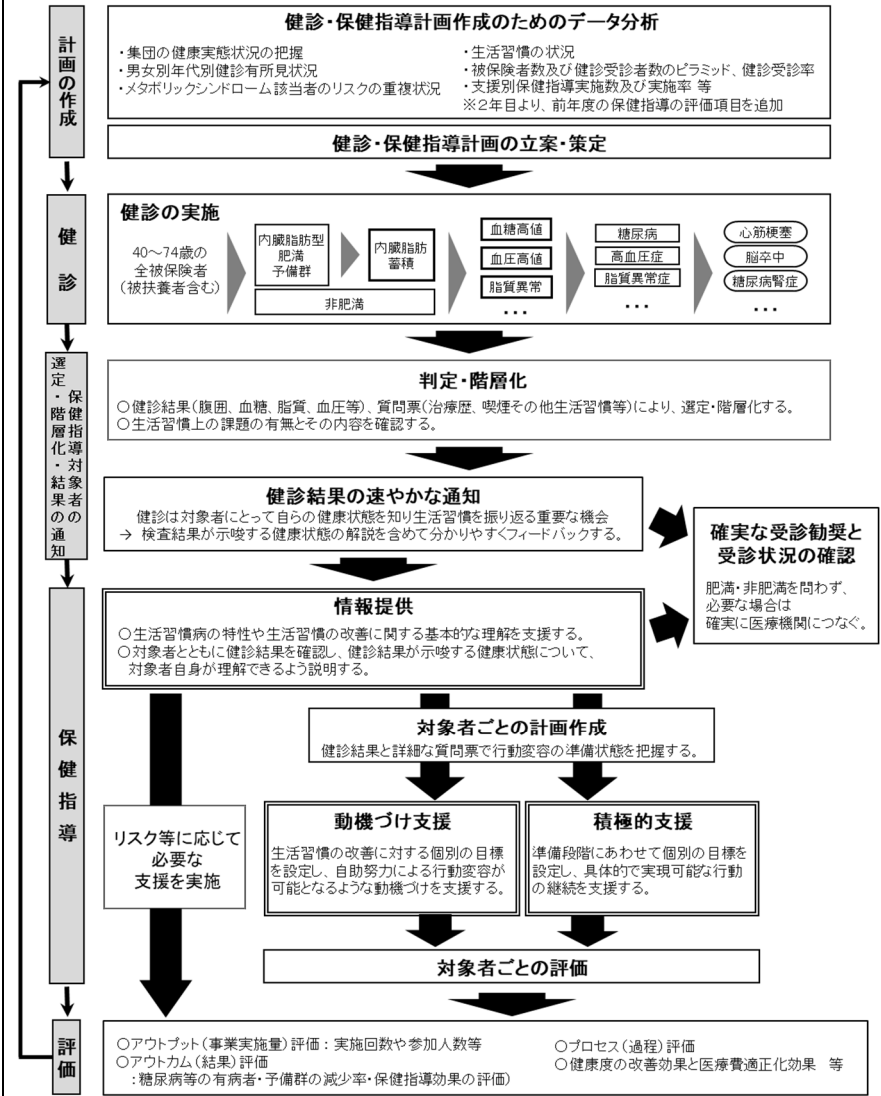 計画の作成
健診・保健指導計画作成のためのデータ分析
・集団の健康実態状況の把握
・男女別年代別健診有所見状況
・メタボリックシンドローム該当者のリスクの重複状況
・生活習慣の状況
・被保険者数及び健診受診者数のピラミッド、健診受診率
・支援別保健指導実施数及び実施率 等
※2年目より、前年度の保健指導の評価項目を追加
健診・保健指導計画の立案・策定
健診
健診の実施
40～74歳の
全被保険者
(被扶養者含む)
内臓脂肪型
肥満
予備群
内臓脂肪
蓄積
非肥満
血糖高値
血圧高値
脂質異常
・・・
糖尿病
高血圧症
脂質異常症
・・・
心筋梗塞
脳卒中
糖尿病腎症
・・・
保健指導対象者の
選定・階層化・結果の通知
判定・階層化
○健診結果(腹囲、血糖、脂質、血圧等)、質問票(治療歴、喫煙その他生活習慣等)により、選定・階層化する。
○生活習慣上の課題の有無とその内容を確認する。
健診結果の速やかな通知
健診は対象者にとって自らの健康状態を知り生活習慣を振り返る重要な機会
→ 検査結果が示唆する健康状態の解説を含めて分かりやすくフィードバックする。
確実な受診勧奨と
受診状況の確認
肥満・非肥満を問わず、
必要な場合は
確実に医療機関につなぐ。
保健指導
情報提供
○生活習慣病の特性や生活習慣の改善に関する基本的な理解を支援する。
○対象者とともに健診結果を確認し、健診結果が示唆する健康状態について、
対象者自身が理解できるよう説明する。
対象者ごとの計画作成
健診結果と詳細な質問票で行動変容の準備状態を把握する。
リスク等に応じて
必要な
支援を実施
動機づけ支援
生活習慣の改善に対する個別の目標
を設定し、自助努力による行動変容が
可能となるような動機づけを支援する。
積極的支援
準備段階にあわせて個別の目標を
設定し、具体的で実現可能な行動
の継続を支援する。
対象者ごとの評価
評価
○アウトプット(事業実施量)評価：実施回数や参加人数等
○アウトカム(結果)評価
：糖尿病等の有病者・予備群の減少率・保健指導効果の評価)
○プロセス(過程)評価
○健康度の改善効果と医療費適正化効果 等